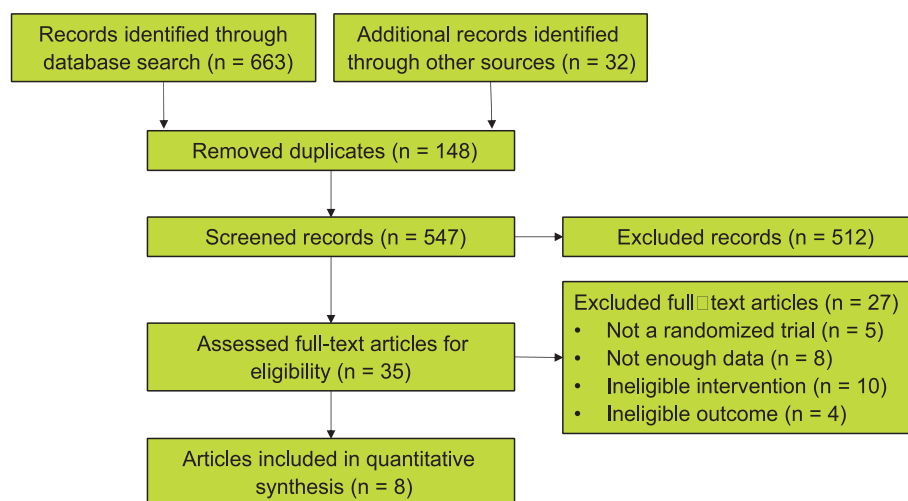 Records identified through
database search (n = 663)
Additional records identified
through other sources (n = 32)
Removed duplicates (n = 148)
Screened records (n = 547)
Excluded records (n = 512)
Assessed full-text articles for
eligibility (n = 35)
Excluded full□text articles (n = 27)
• Not a randomized trial (n = 5)
• Not enough data (n = 8)
• Ineligible intervention (n = 10)
• Ineligible outcome (n = 4)
Articles included in quantitative
synthesis (n = 8)